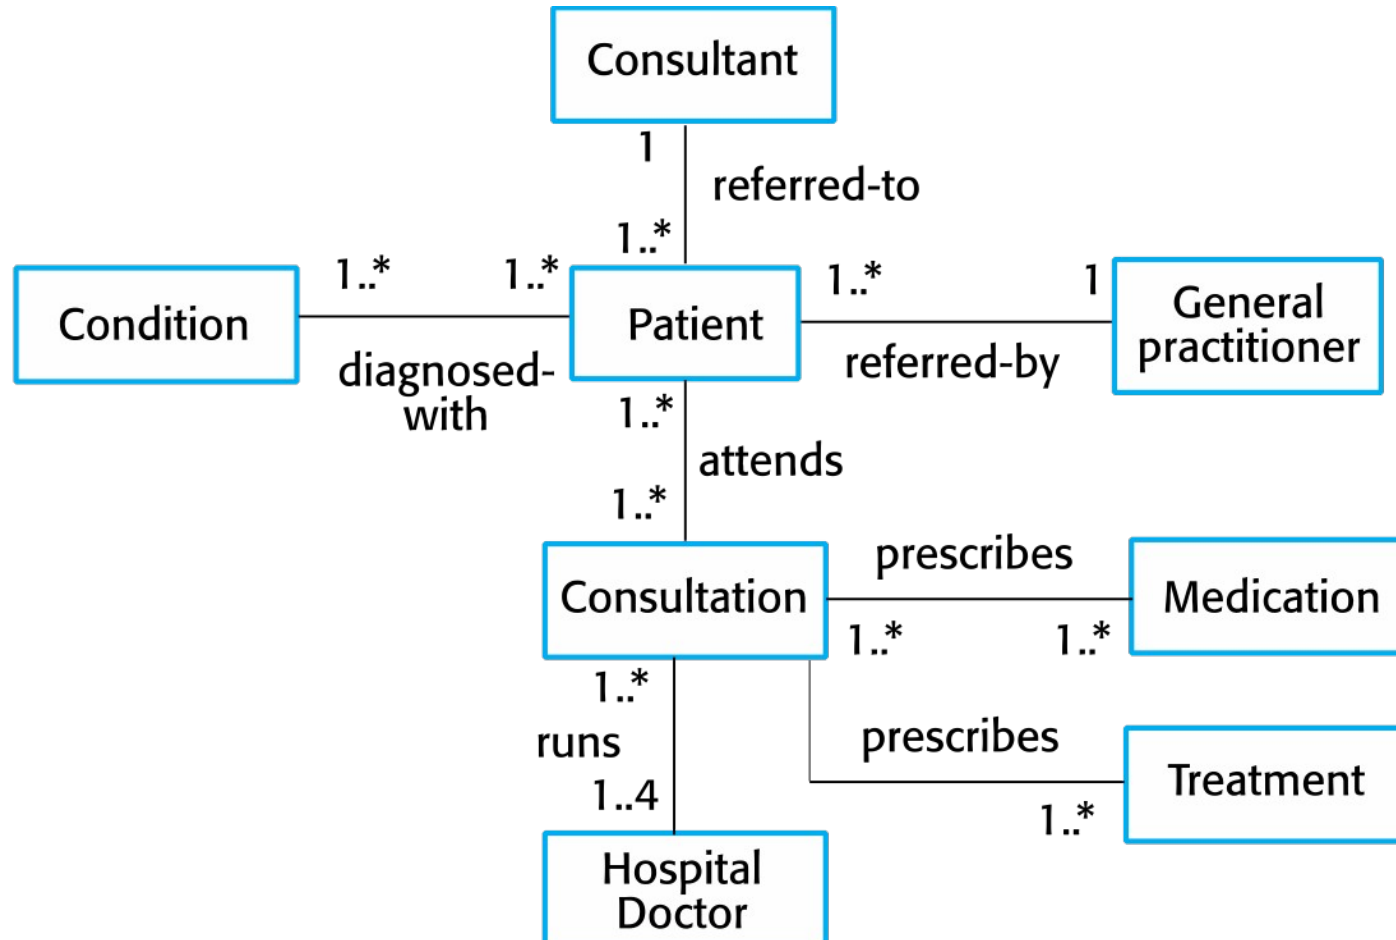 Consultant
1
referred-to
1..*
1..*
1..*
1..*
1
Condition
Patient
General
practitioner
diagnosed-
with
referred-by
1..*
attends
1..*
prescribes
Consultation
Medication
1..*
1..*
1..*
runs
prescribes
Treatment
1..4
1..*
Hospital
Doctor